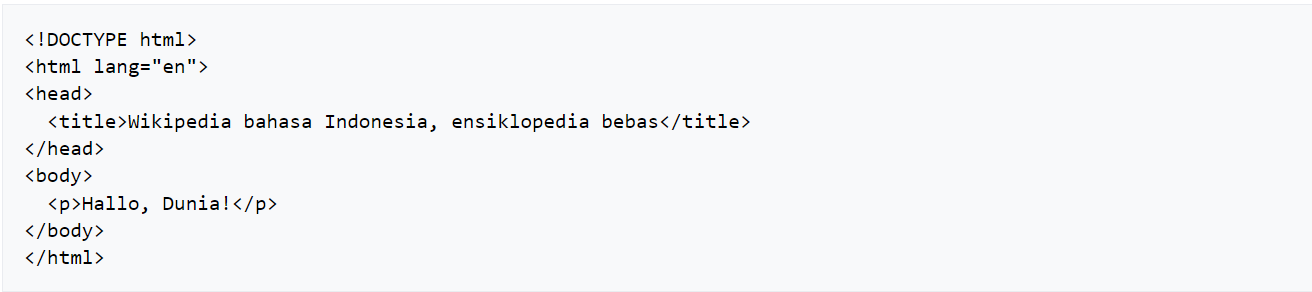 <!DOCTYPE html>
<html lang="en">
<head>
  <title>Wikipedia bahasa Indonesia, ensiklopedia bebas</title>
</head>
<body>
  <p>Hallo, Dunia!</p>
</body>
</html>